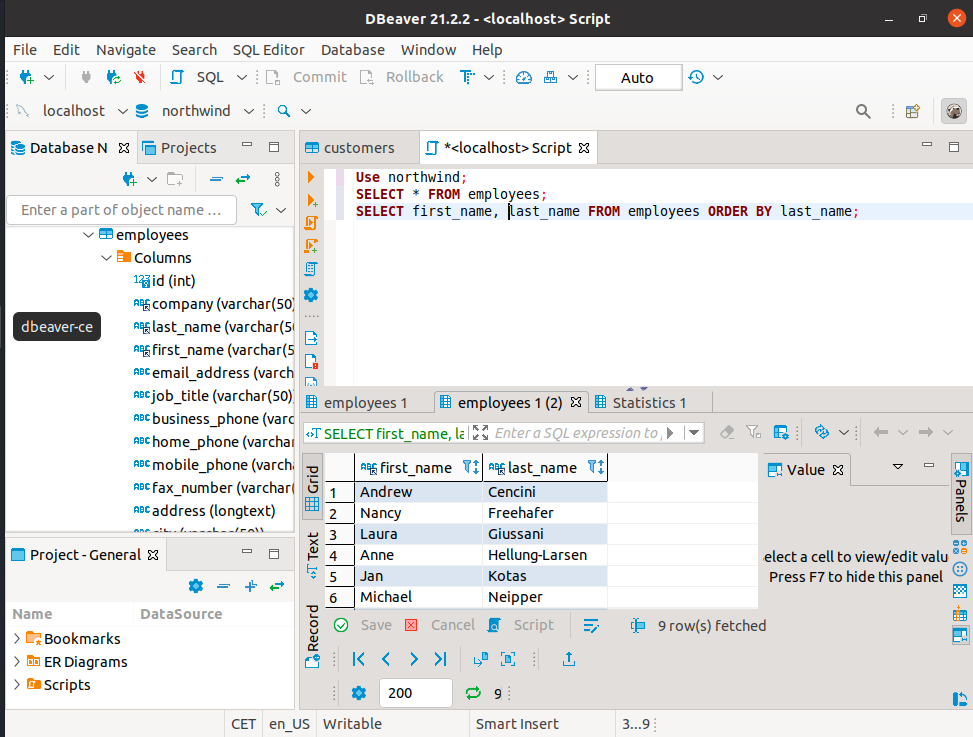 DBeaver 21.2.2 - <localhost> Script
File Edit Navigate Search SQL Editor Database Window Help
SQL Commit Rollback Auto
localhost northwind
Database N Projects
Enter a part of object name ...
employees
Columns
id (int)
company (varchar(50)
last_name (varchar(50
first_name (varchar(5
email_address (varch
job_title (varchar(50)
business_phone (varc
home_phone (varchar
mobile_phone (varch
fax_number (varchar
address (longtext)
dbeaver-ce
customers *<localhost> Script
Use northwind;
SELECT * FROM employees;
SELECT first_name, last_name FROM employees ORDER BY last_name;
employees 1 employees 1 (2) Statistics 1
SELECT first_name, la Enter a SQL expression to
Grid
Text
Record
first_name last_name
1 Andrew Cencini
2 Nancy Freehafer
3 Laura Giussani
4 Anne Hellung-Larsen
5 Jan Kotas
6 Michael Neipper
Value
elect a cell to view/edit valu
Press F7 to hide this panel
Panels
Save Cancel Script 9 row(s) fetched
200 9
Project - General
Name DataSource
Bookmarks
ER Diagrams
Scripts
CET en_US Writable Smart Insert 3...9